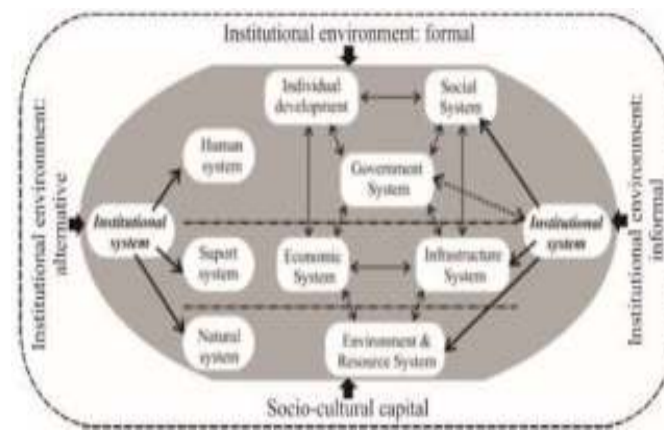 Institutional environment: formal
Individual
development
Social
System
Human
system
Government
System
Institutional environment:
alternative
Institutional
system
Institutional
system
Institutional environment:
informal
Suport
system
Economic
System
Infrastructure
System
Natural
system
Environment &
Resource System
Socio-cultural capital